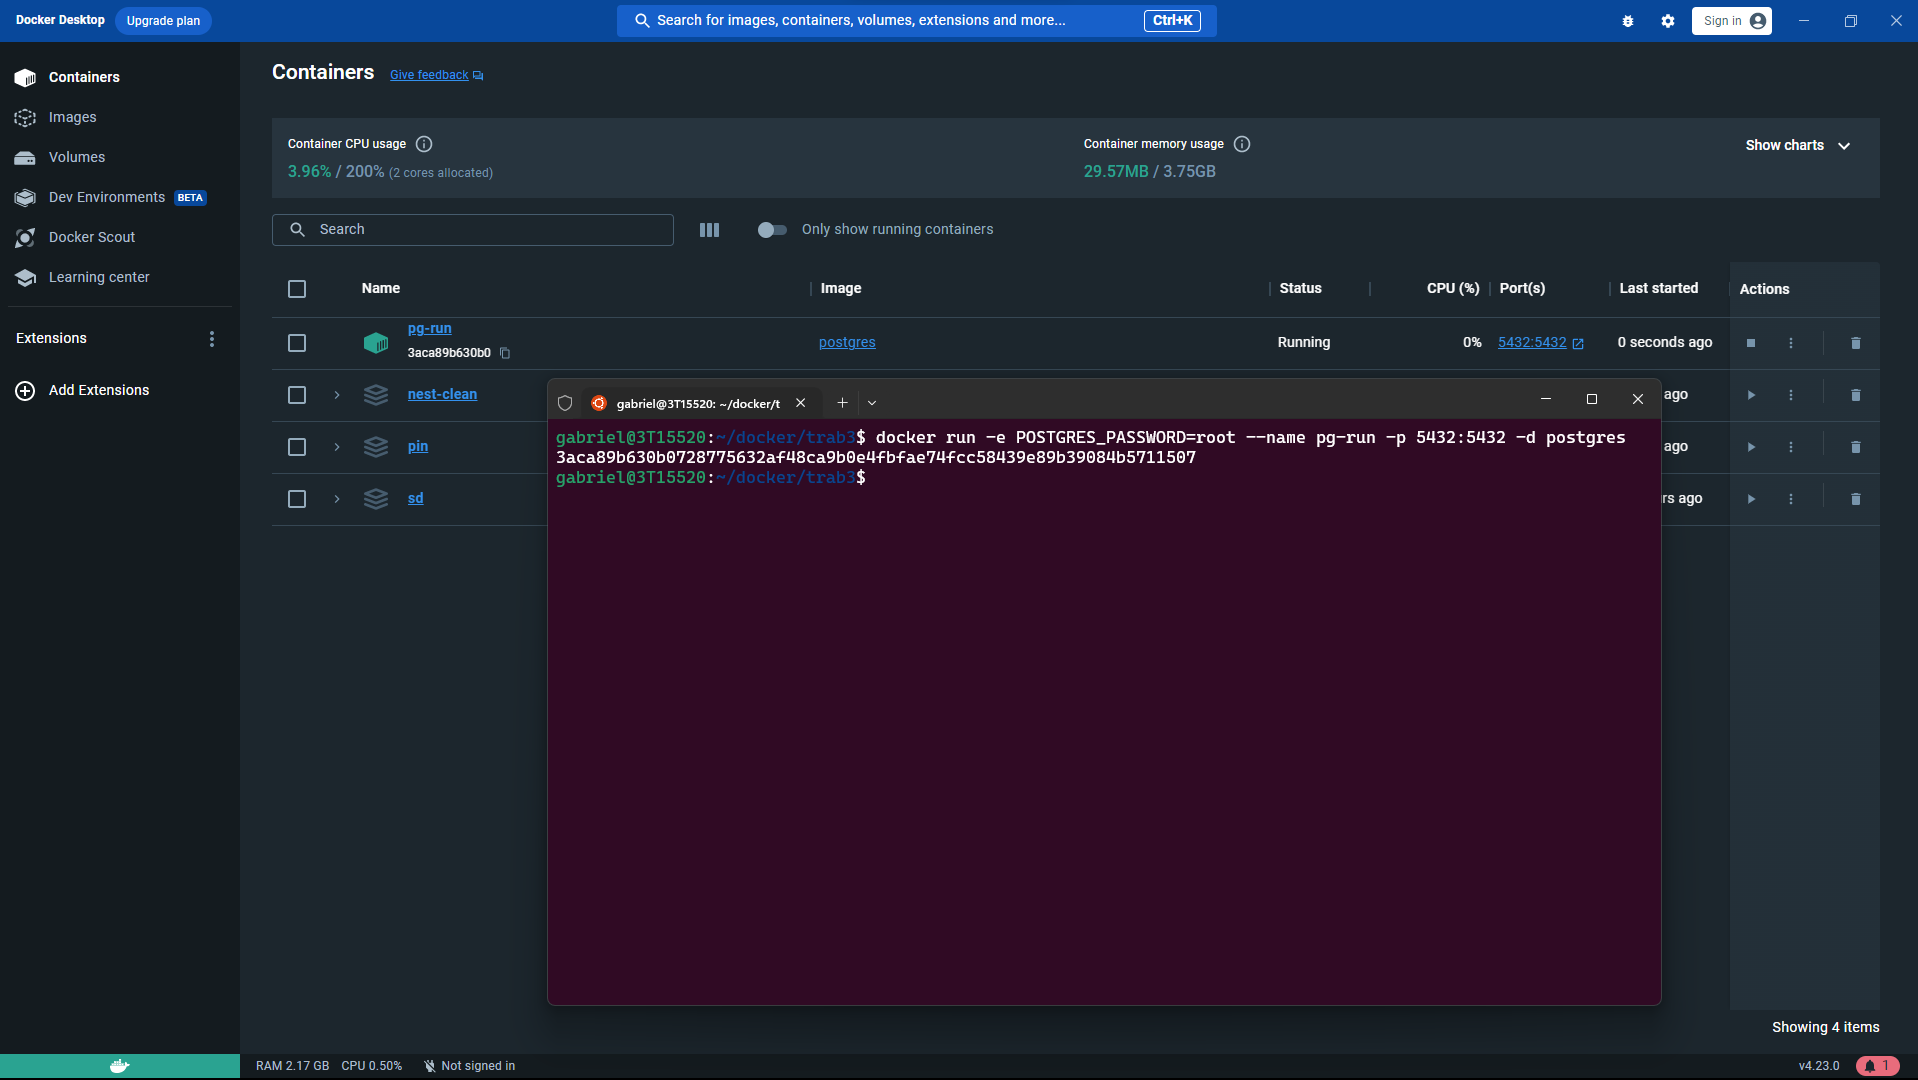 Docker Desktop Upgrade plan Search for images, containers, volumes, extensions and more... Ctrl+K Sign in
Containers
Images
Volumes
Dev Environments BETA
Docker Scout
Learning center
Extensions
Add Extensions
Containers Give feedback
Container CPU usage
3.96% / 200% (2 cores allocated)
Container memory usage
29.57MB / 3.75GB
Show charts
Search
Only show running containers
Name Image Status CPU (%) Port(s) Last started Actions
pg-run
3aca89b630b0
postgres Running 0% 5432:5432 0 seconds ago
nest-clean ago
pin ago
sd rs ago
gabriel@3T15520: ~/docker/t
gabriel@3T15520:~/docker/trab3$ docker run -e POSTGRES_PASSWORD=root --name pg-run -p 5432:5432 -d postgres
3aca89b630b0728775632af48ca9b0e4fbfae74fcc58439e89b39084b5711507
gabriel@3T15520:~/docker/trab3$
Showing 4 items
RAM 2.17 GB CPU 0.50% Not signed in v4.23.0 1